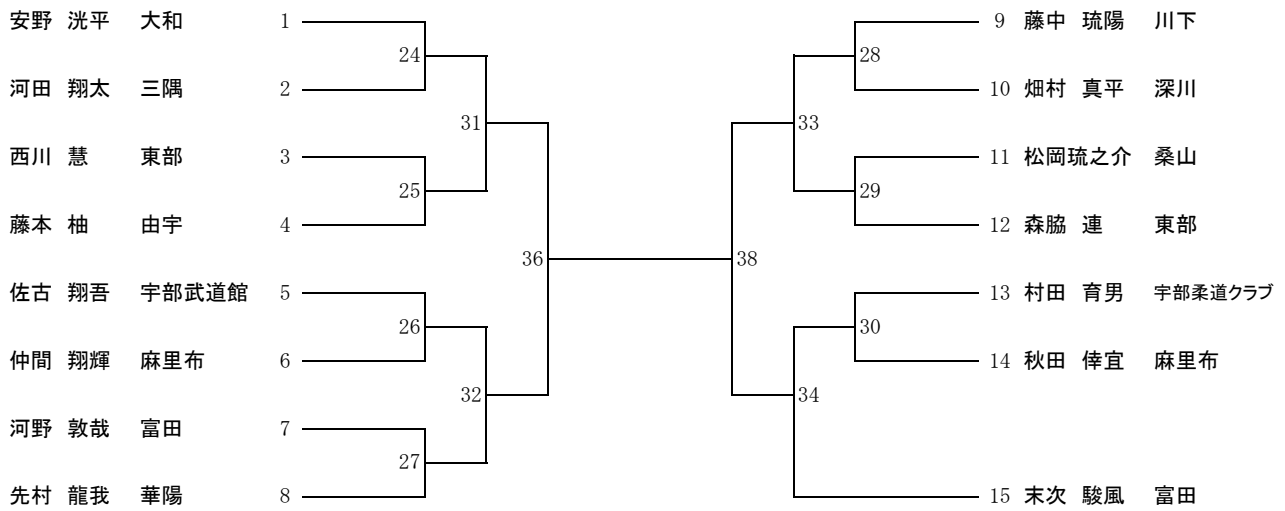 安野 洸平 大和 1
24
河田 翔太 三隅 2
31
西川 慧 東部 3
25
藤本 柚 由宇 4
36
佐古 翔吾 宇部武道館 5
26
仲間 翔輝 麻里布 6
32
河野 敦哉 富田 7
27
先村 龍我 華陽 8
9 藤中 琉陽 川下
28
10 畑村 真平 深川
33
11 松岡琉之介 桑山
29
12 森脇 連 東部
38
13 村田 育男 宇部柔道クラブ
30
14 秋田 倖宜 麻里布
34
15 末次 駿風 富田